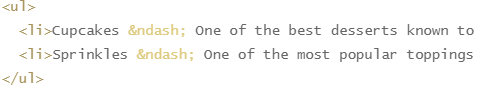 <ul>
<li>Cupcakes &ndash; One of the best desserts known to
<li>Sprinkles &ndash; One of the most popular toppings
</ul>